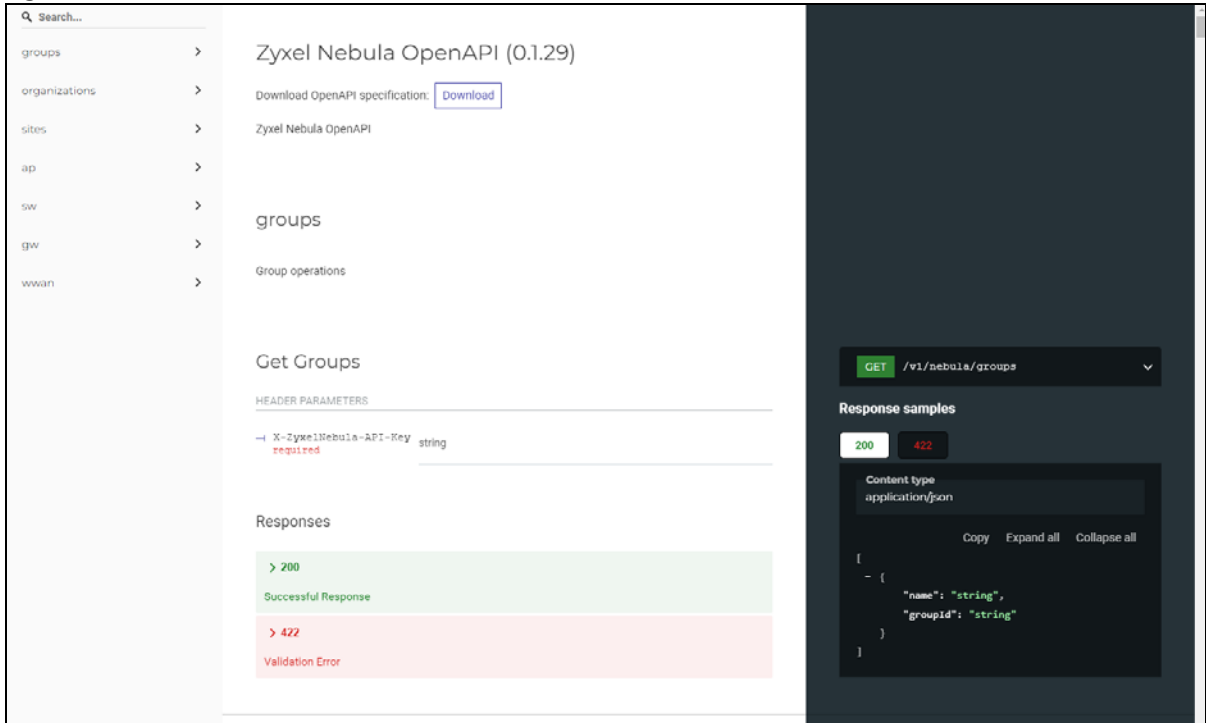 Search...
groups
organizations
sites
ap
sw
gw
wwan
Zyxel Nebula OpenAPI (0.1.29)
Download OpenAPI specification: Download
Zyxel Nebula OpenAPI
groups
Group operations
Get Groups
HEADER PARAMETERS
X-ZyxelNebula-API-Key string
required
Responses
200
Successful Response
422
Validation Error
GET /v1/nebula/groups
Response samples
200 422
Content type
application/json
Copy Expand all Collapse all
[
- {
"name": "string",
"groupId": "string"
}
]